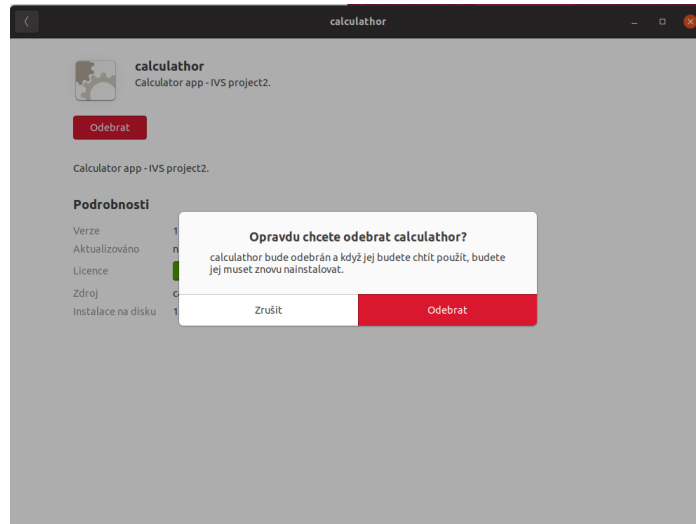 calculathor
calculathor
Calculator app - IVS project2.
Odebrat
Calculator app - IVS project2.
Podrobnosti
Verze
Aktualizováno
Licence
Zdroj
Instalace na disku
Opravdu chcete odebrat calculathor?
calculathor bude odebrán a když jej budete chtít použít, budete
jej muset znovu nainstalovat.
Zrušit
Odebrat